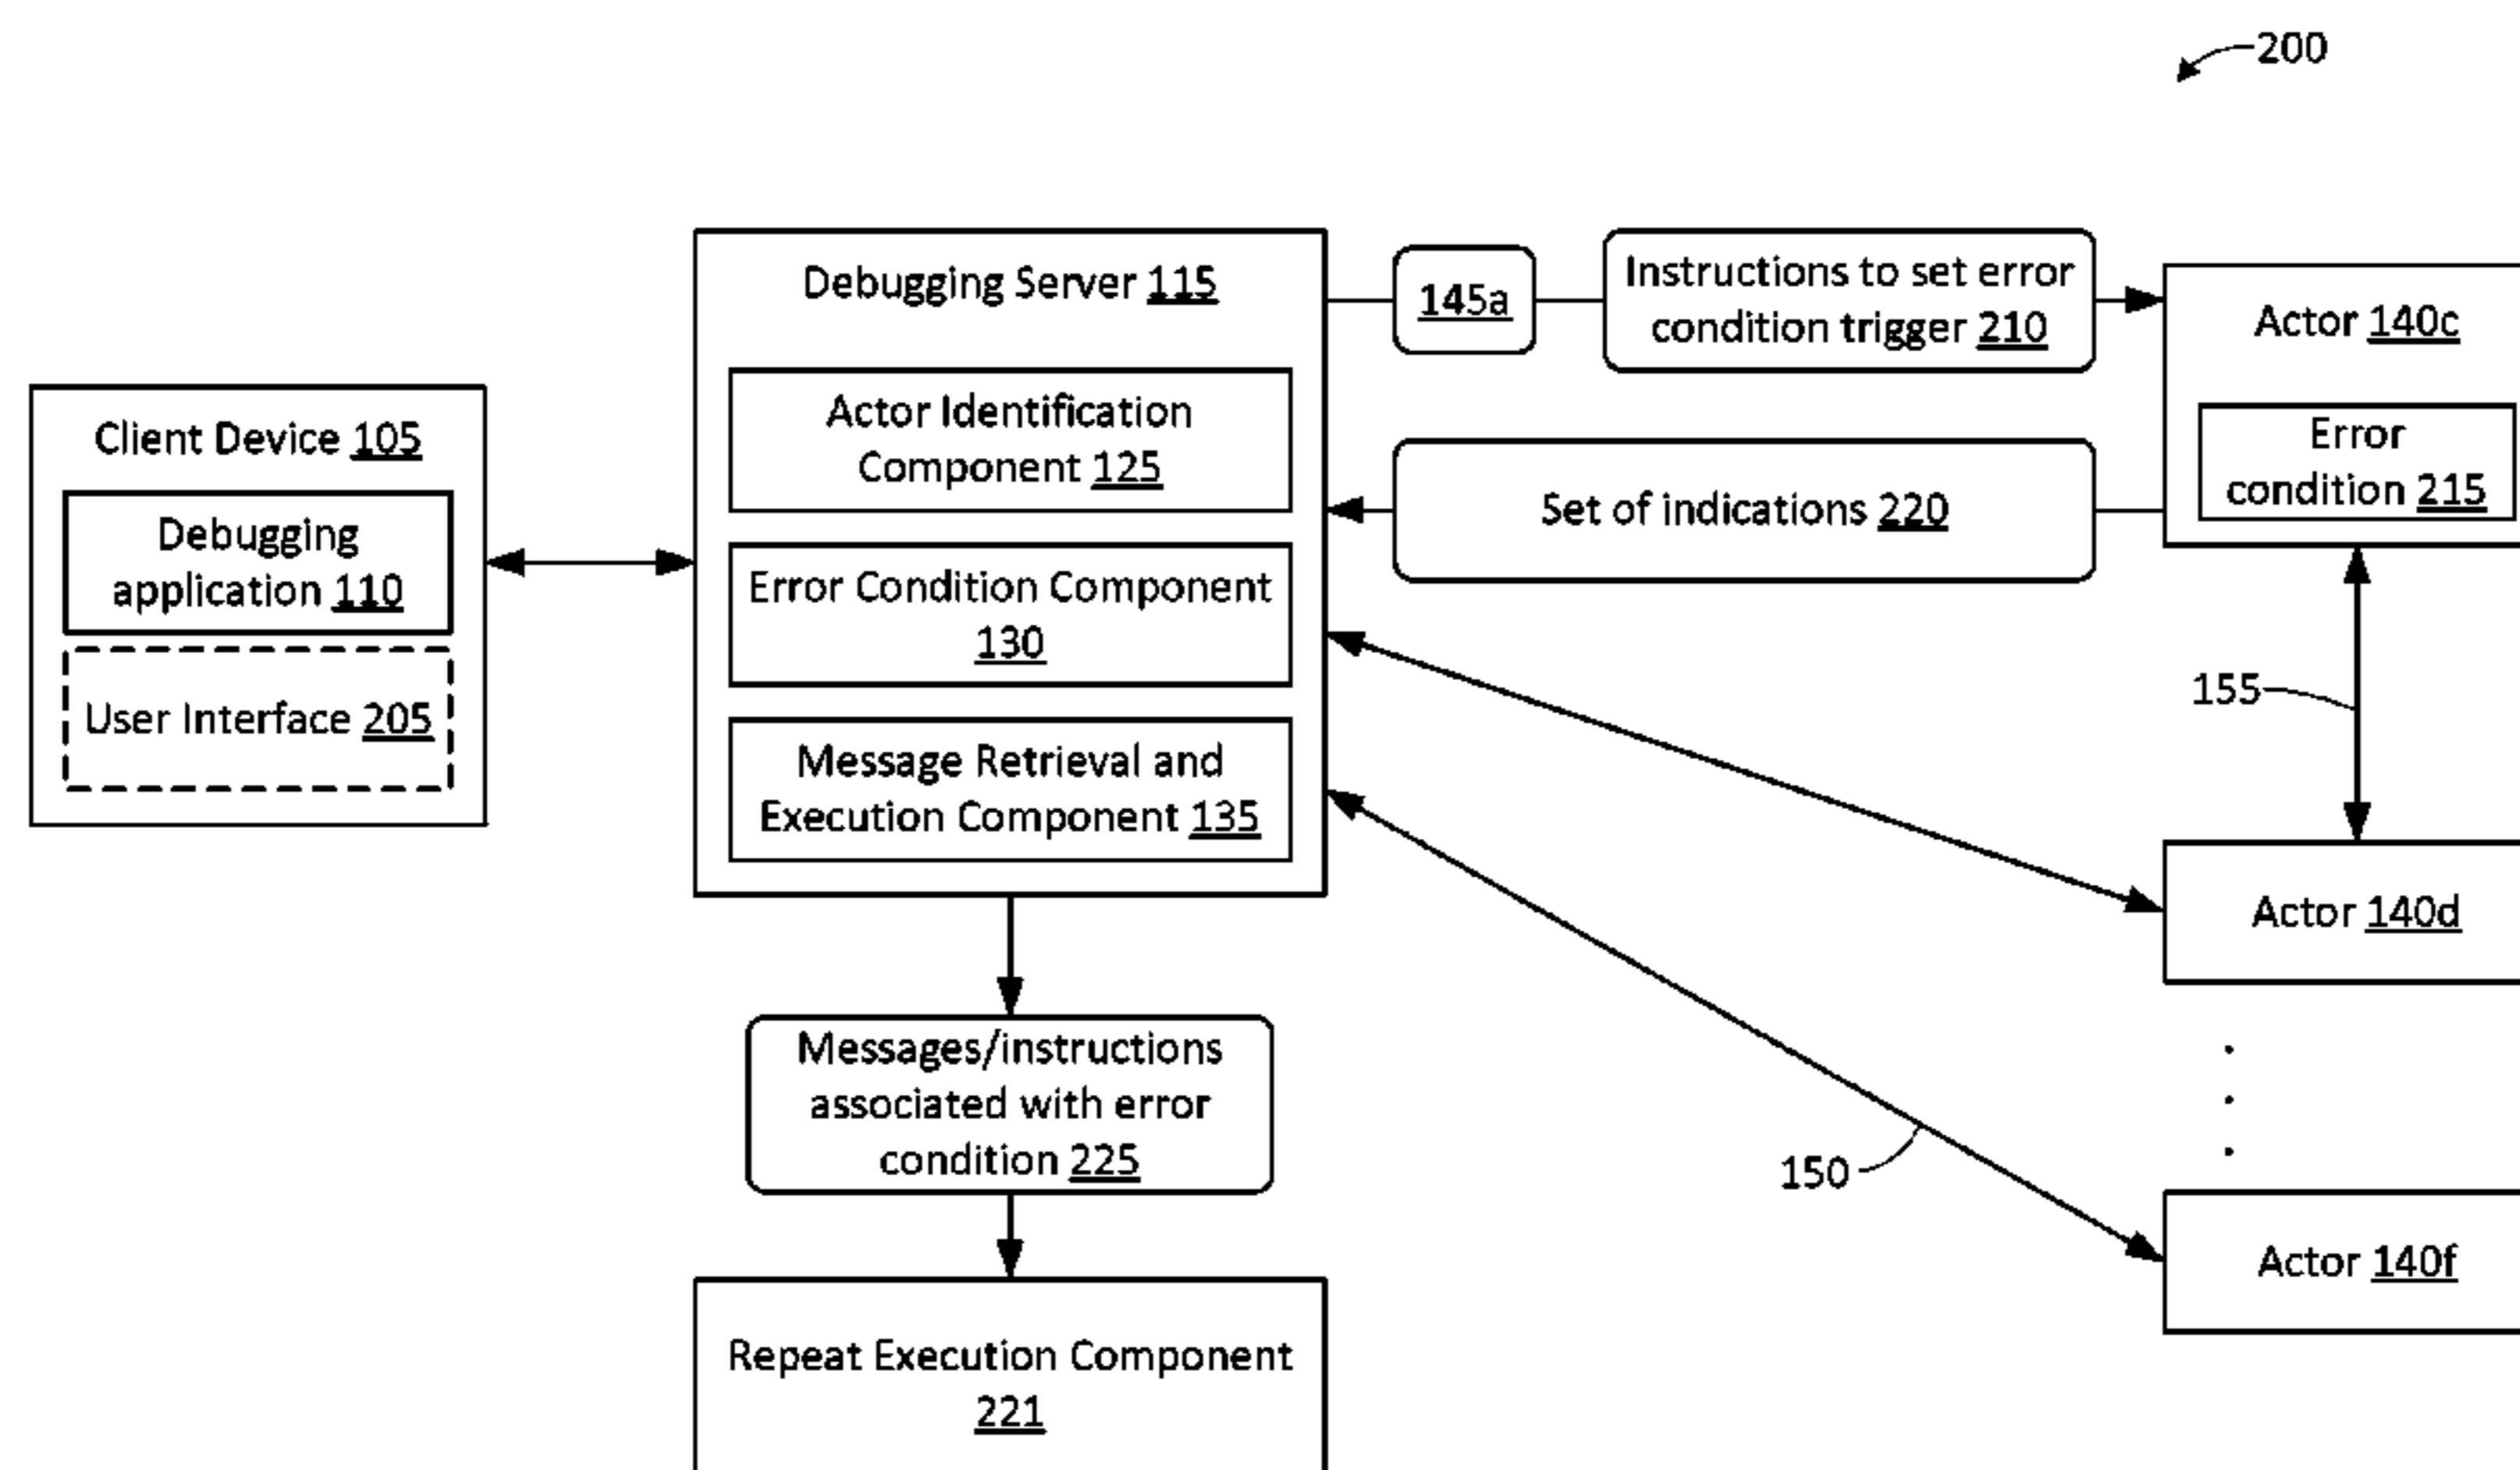 200
Client Device 105
Debugging
application 110
User Interface 205
Debugging Server 115
Actor Identification
Component 125
Error Condition Component
130
Message Retrieval and
Execution Component 135
145a
Instructions to set error
condition trigger 210
Set of indications 220
Actor 140c
Error
condition 215
155
Actor 140d
150
Actor 140f
Messages/instructions
associated with error
condition 225
Repeat Execution Component
221